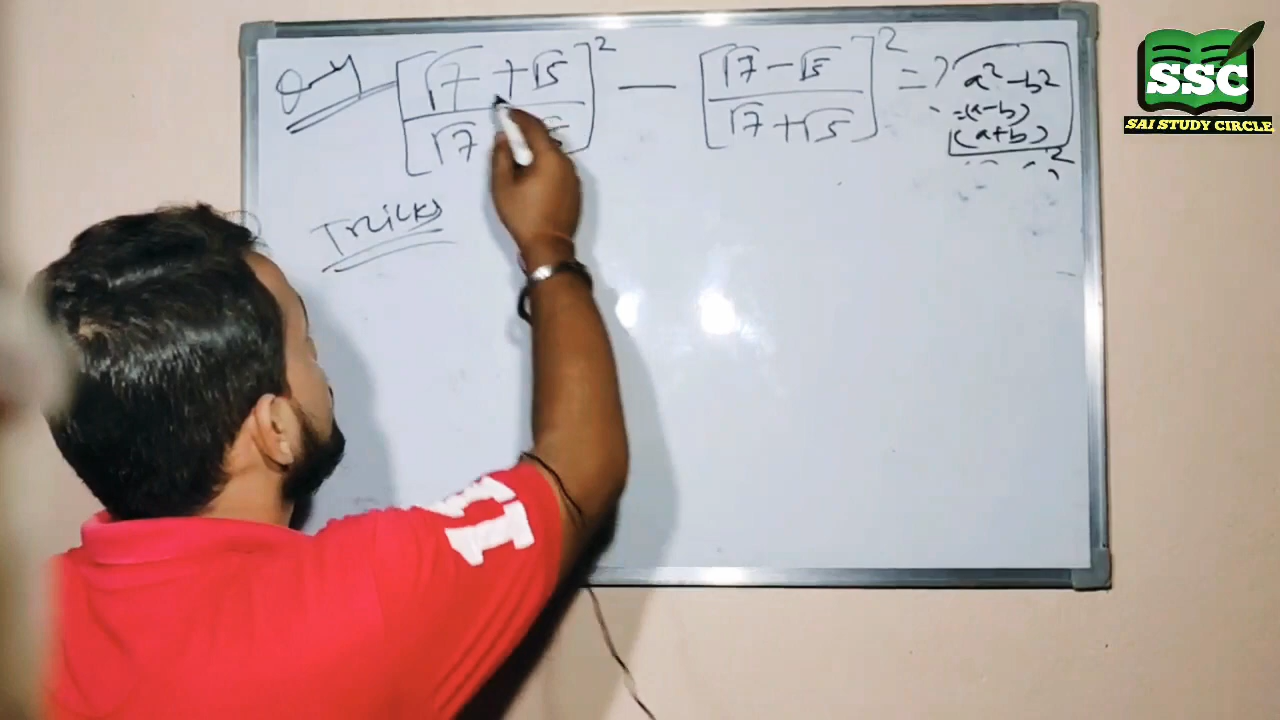 [√7 + √5]² — [√7 - √5]² = ?
√7 √5 √7 + √5
a² - b²
= (a-b)
(a+b)
Tricks
SSC
SAI STUDY CIRCLE